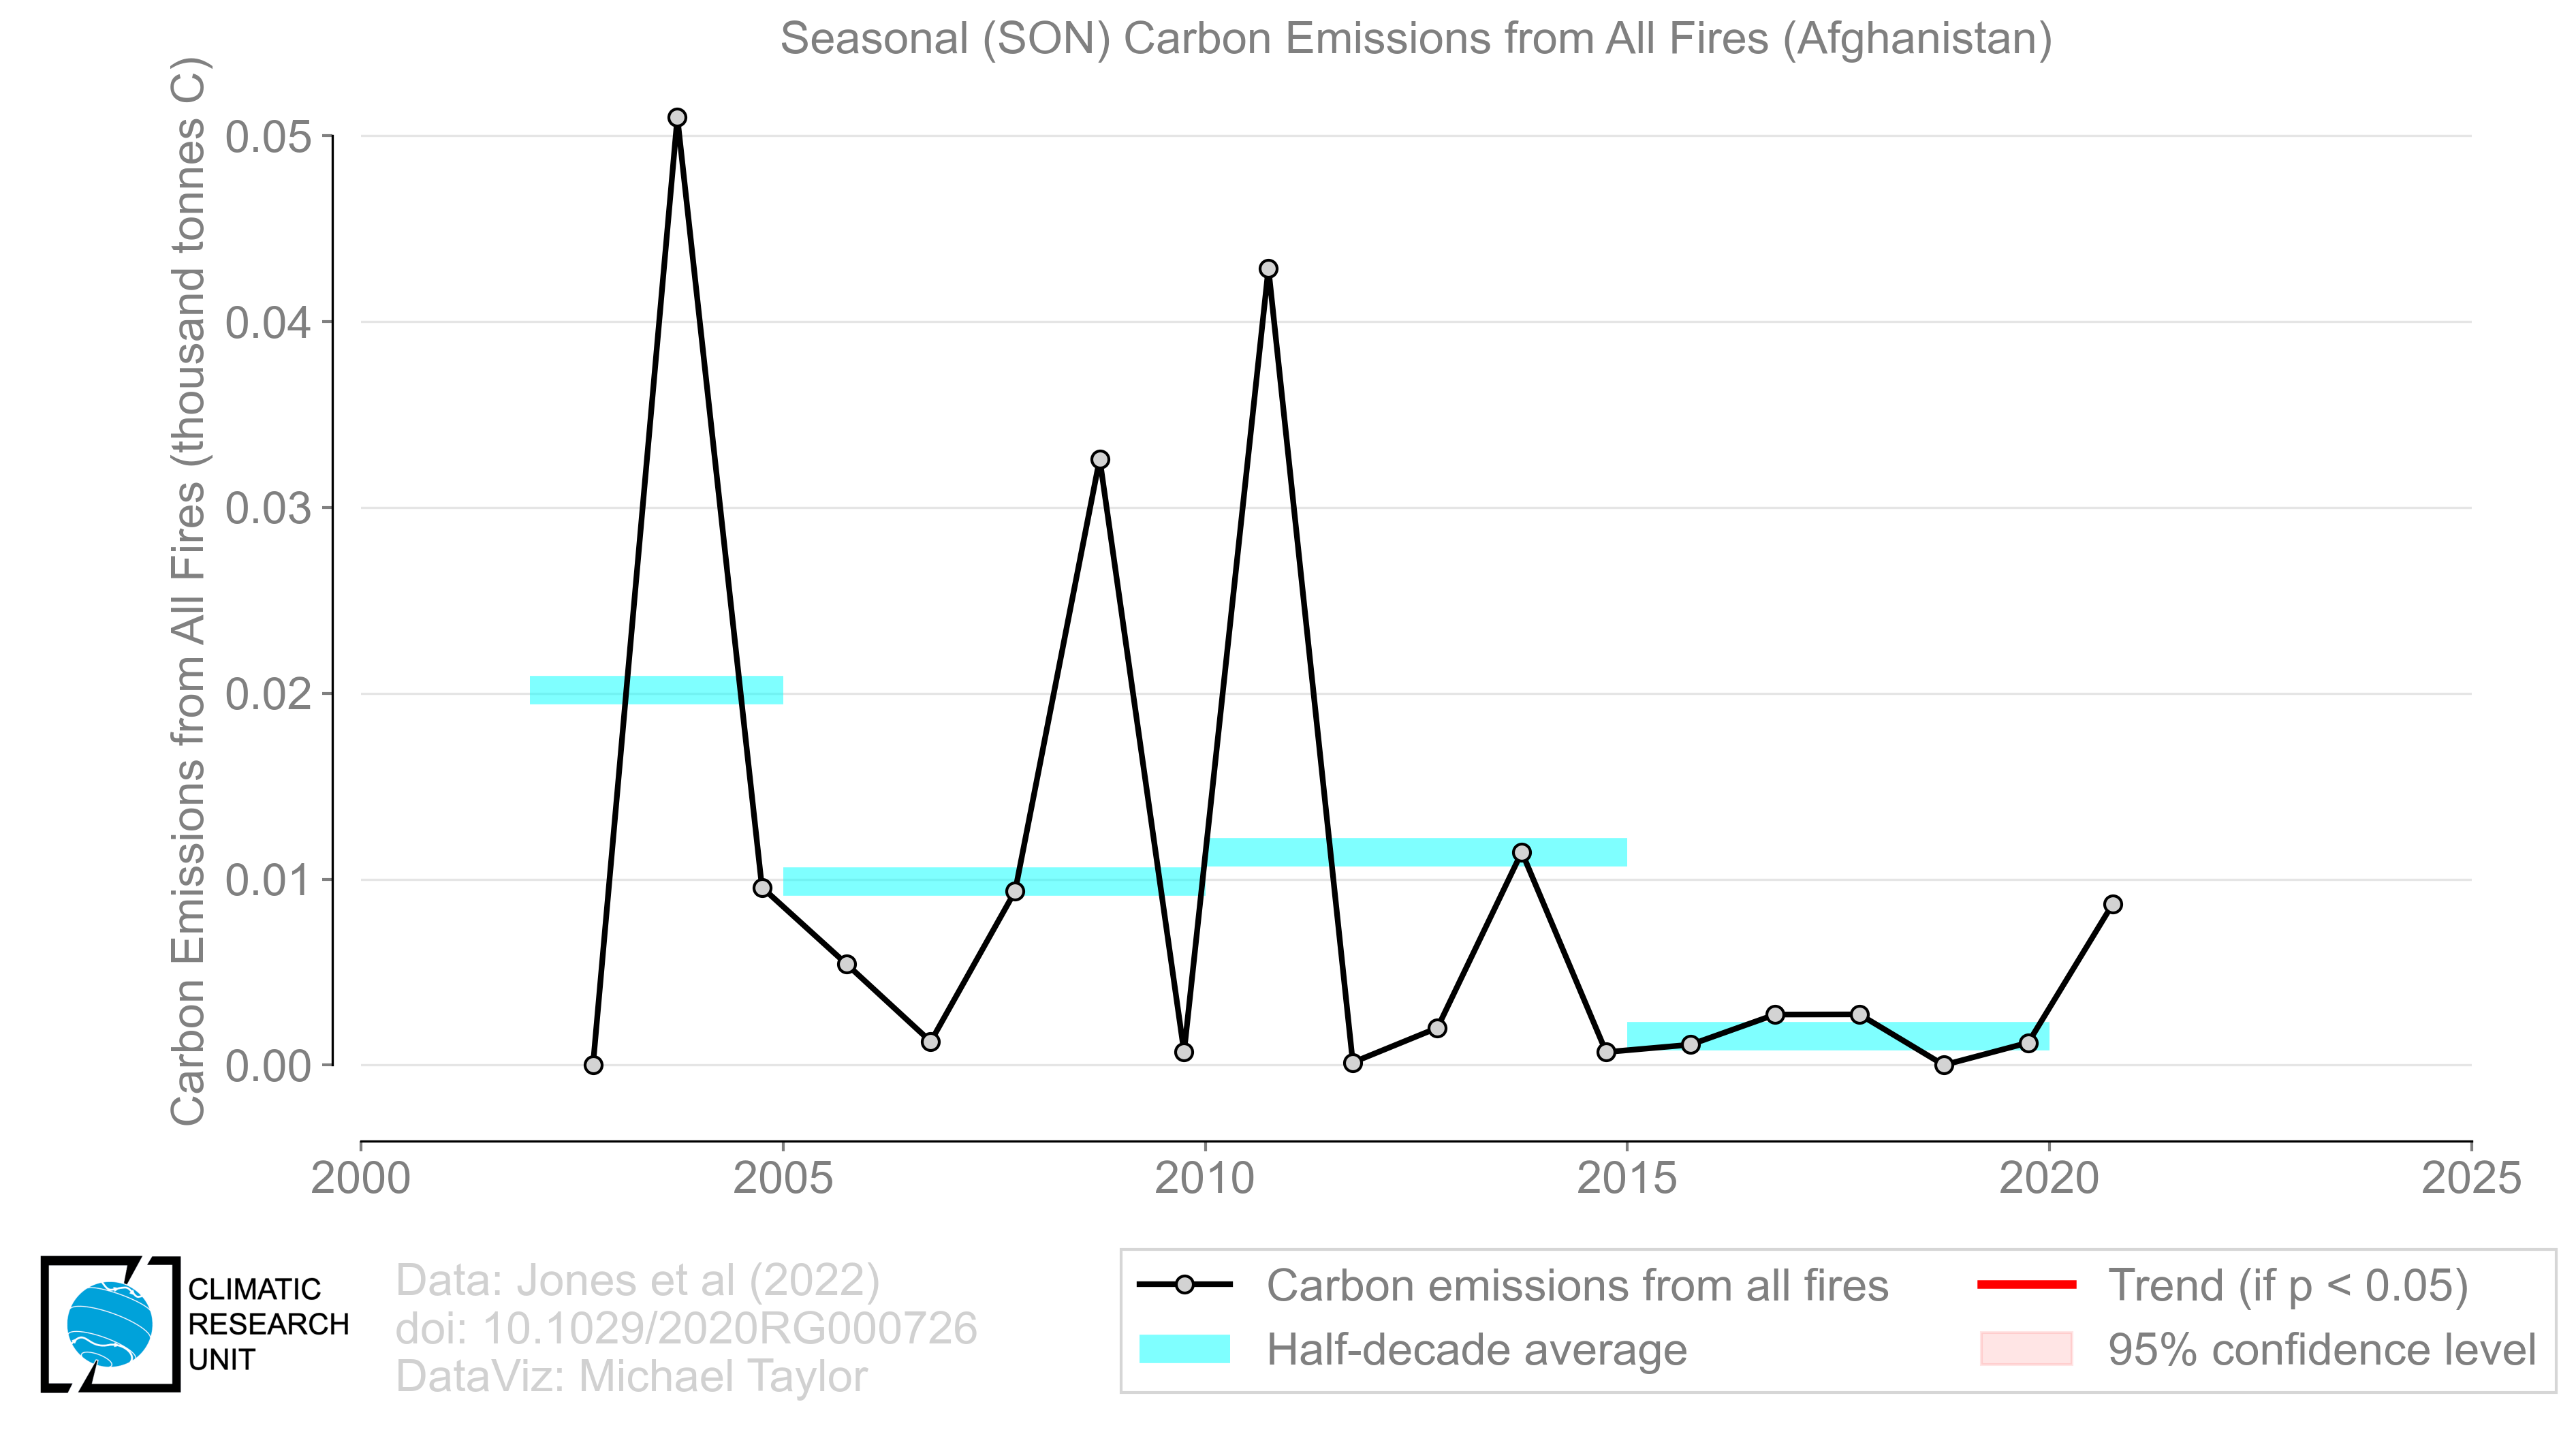 Seasonal (SON) Carbon Emissions from All Fires (Afghanistan)
Carbon Emissions from All Fires (thousand tonnes C)
0.05
0.04
0.03
0.02
0.01
0.00
2000 2005 2010 2015 2020 2025
CLIMATIC
RESEARCH
UNIT
Data: Jones et al (2022)
doi: 10.1029/2020RG000726
DataViz: Michael Taylor
Carbon emissions from all fires
Half-decade average
Trend (if p < 0.05)
95% confidence level